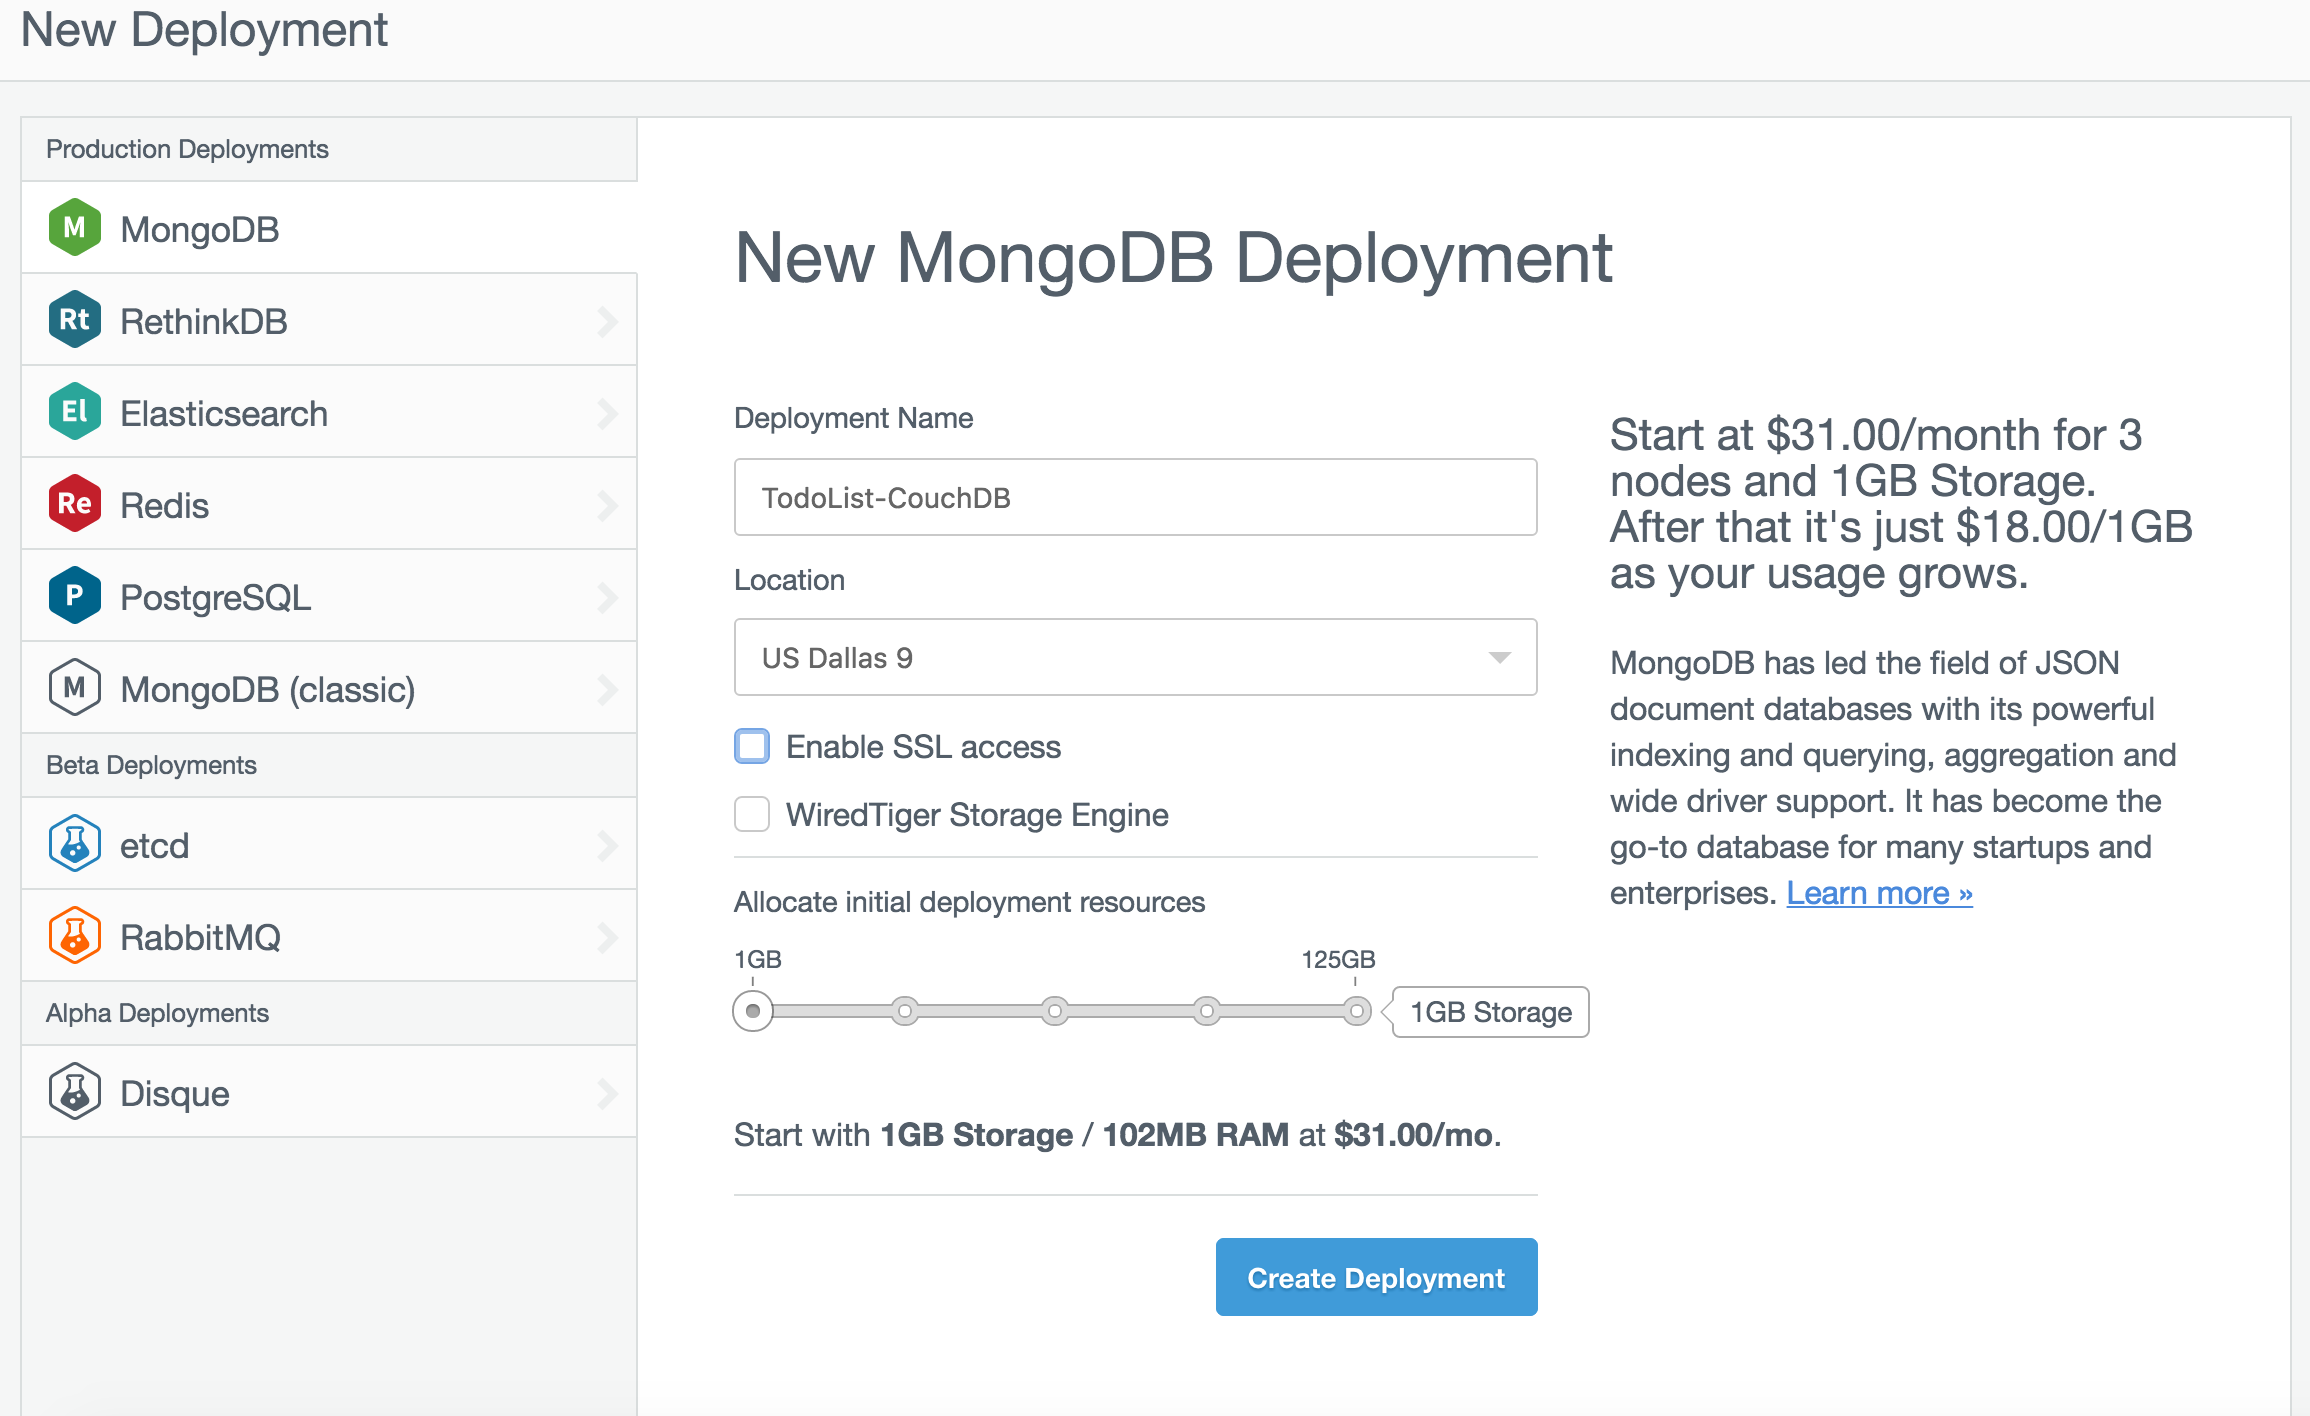 New Deployment
Production Deployments
M MongoDB
Rt RethinkDB
El Elasticsearch
Re Redis
P PostgreSQL
M MongoDB (classic)
Beta Deployments
etcd
RabbitMQ
Alpha Deployments
Disque
New MongoDB Deployment
Deployment Name
TodoList-CouchDB
Location
US Dallas 9
Enable SSL access
WiredTiger Storage Engine
Allocate initial deployment resources
1GB 125GB
1GB Storage
Start with 1GB Storage / 102MB RAM at $31.00/mo.
Create Deployment
Start at $31.00/month for 3
nodes and 1GB Storage.
After that it's just $18.00/1GB
as your usage grows.
MongoDB has led the field of JSON
document databases with its powerful
indexing and querying, aggregation and
wide driver support. It has become the
go-to database for many startups and
enterprises. Learn more »